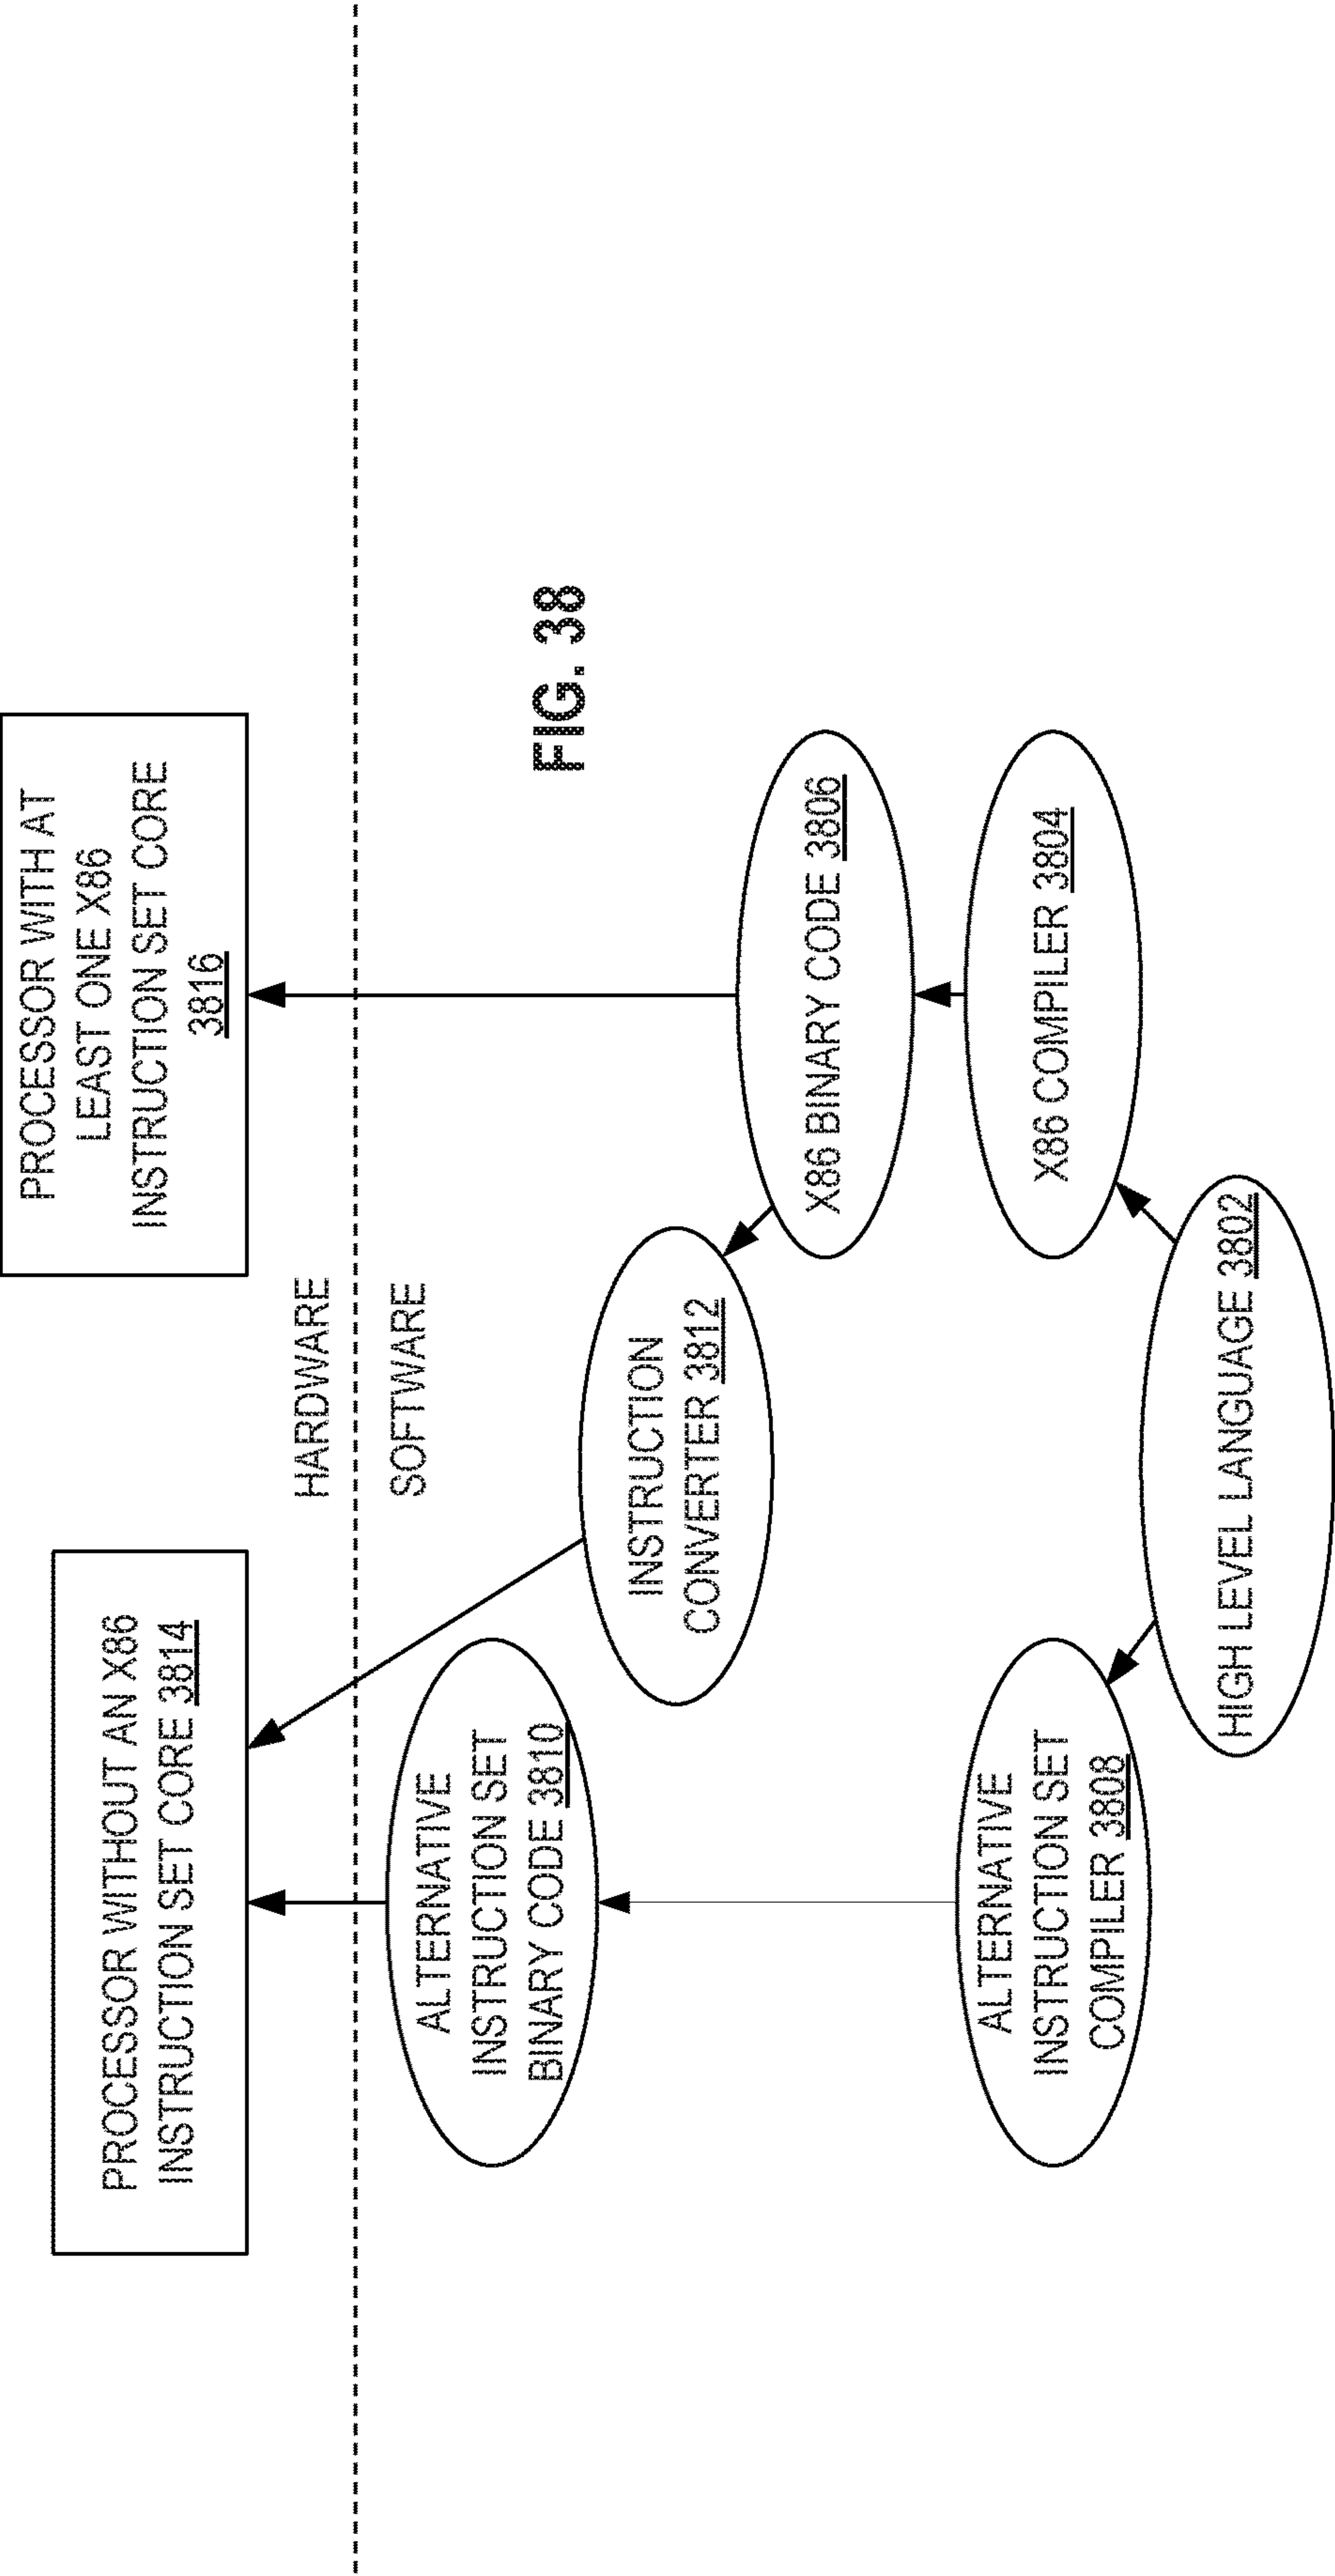 PROCESSOR WITHOUT AN X86
INSTRUCTION SET CORE 3814
PROCESSOR WITH AT
LEAST ONE X86
INSTRUCTION SET CORE
3816
HARDWARE
SOFTWARE
ALTERNATIVE
INSTRUCTION SET
BINARY CODE 3810
INSTRUCTION
CONVERTER 3812
FIG. 38
X86 BINARY CODE 3806
ALTERNATIVE
INSTRUCTION SET
COMPILER 3808
X86 COMPILER 3804
HIGH LEVEL LANGUAGE 3802